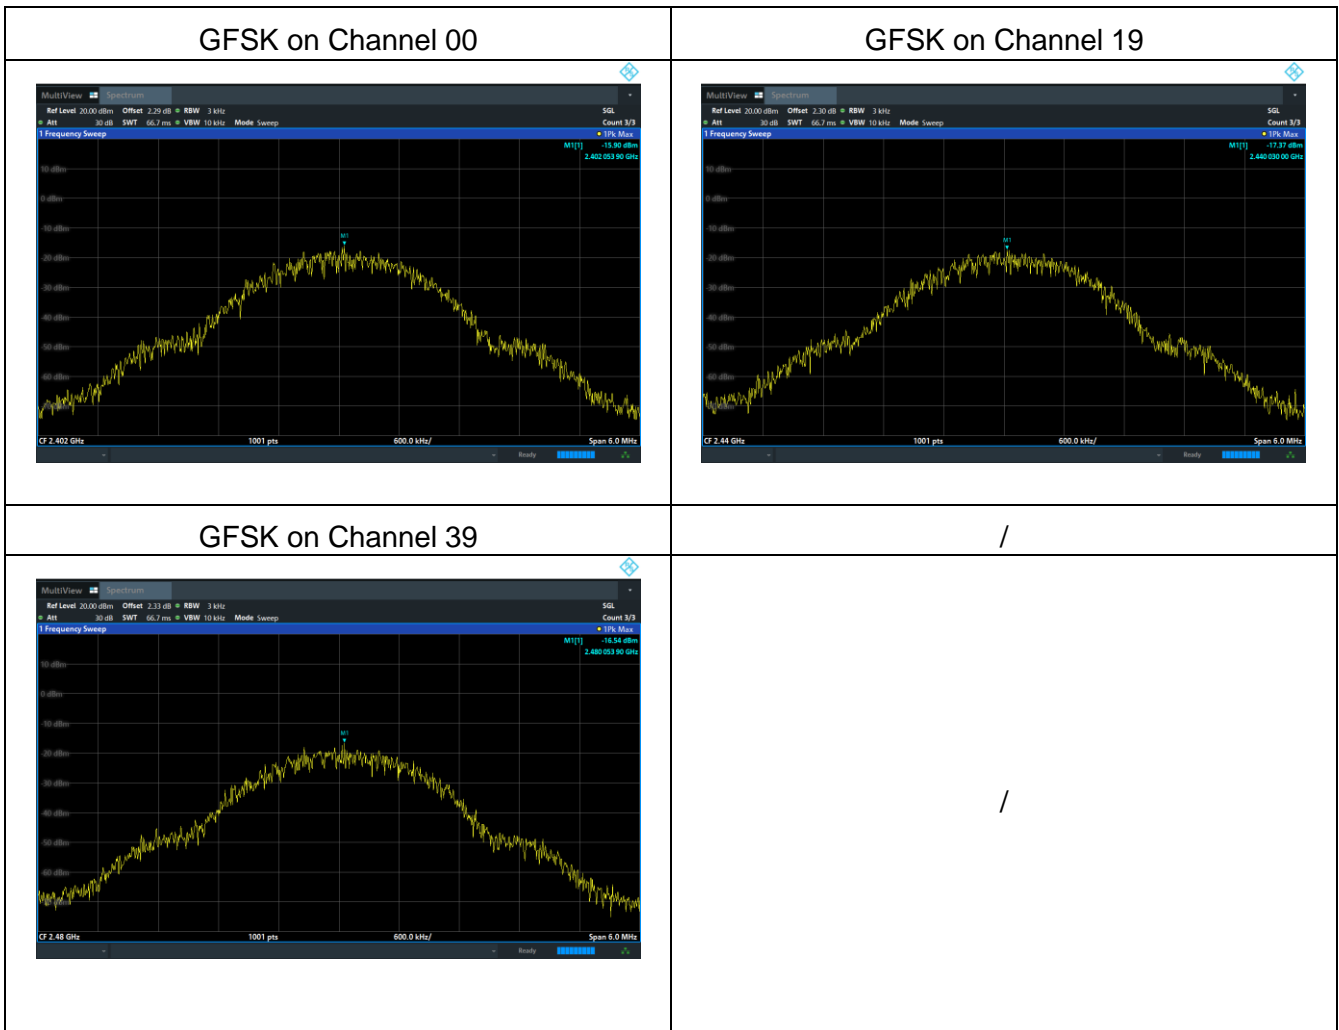 GFSK on Channel 00
GFSK on Channel 19
MultiView Spectrum
Ref Level 20.00 dBm Offset 2.29 dB RBW 3 kHz SGL
Att 30 dB SWT 66.7 ms VBW 10 kHz Mode Sweep Count 3/3
1 Frequency Sweep 1Pk Max
M1[1] -15.90 dBm
2.402 053 90 GHz
10 dBm
0 dBm
-10 dBm
M1
-20 dBm
-30 dBm
-40 dBm
-50 dBm
-60 dBm
CF 2.402 GHz 1001 pts 600.0 kHz/ Span 6.0 MHz
Ready
MultiView Spectrum
Ref Level 20.00 dBm Offset 2.30 dB RBW 3 kHz SGL
Att 30 dB SWT 66.7 ms VBW 10 kHz Mode Sweep Count 3/3
1 Frequency Sweep 1Pk Max
M1[1] -17.37 dBm
2.440 030 00 GHz
10 dBm
0 dBm
-10 dBm
M1
-20 dBm
-30 dBm
-40 dBm
-50 dBm
-60 dBm
CF 2.44 GHz 1001 pts 600.0 kHz/ Span 6.0 MHz
Ready
GFSK on Channel 39
/
MultiView Spectrum
Ref Level 20.00 dBm Offset 2.33 dB RBW 3 kHz SGL
Att 30 dB SWT 66.7 ms VBW 10 kHz Mode Sweep Count 3/3
1 Frequency Sweep 1Pk Max
M1[1] -16.54 dBm
2.480 053 90 GHz
10 dBm
0 dBm
-10 dBm
M1
-20 dBm
-30 dBm
-40 dBm
-50 dBm
-60 dBm
CF 2.48 GHz 1001 pts 600.0 kHz/ Span 6.0 MHz
Ready
/